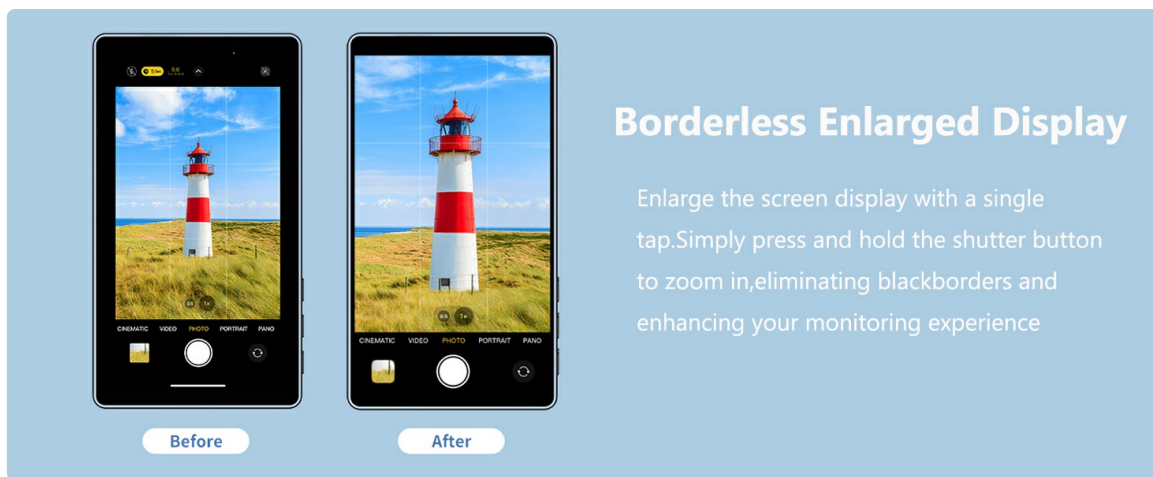 Borderless Enlarged Display
Enlarge the screen display with a single
tap.Simply press and hold the shutter button
to zoom in,eliminating blackborders and
enhancing your monitoring experience
CINEMATIC VIDEO PHOTO PORTRAIT PANO
Before
1x
CINEMATIC VIDEO PHOTO PORTRAIT PANO
After